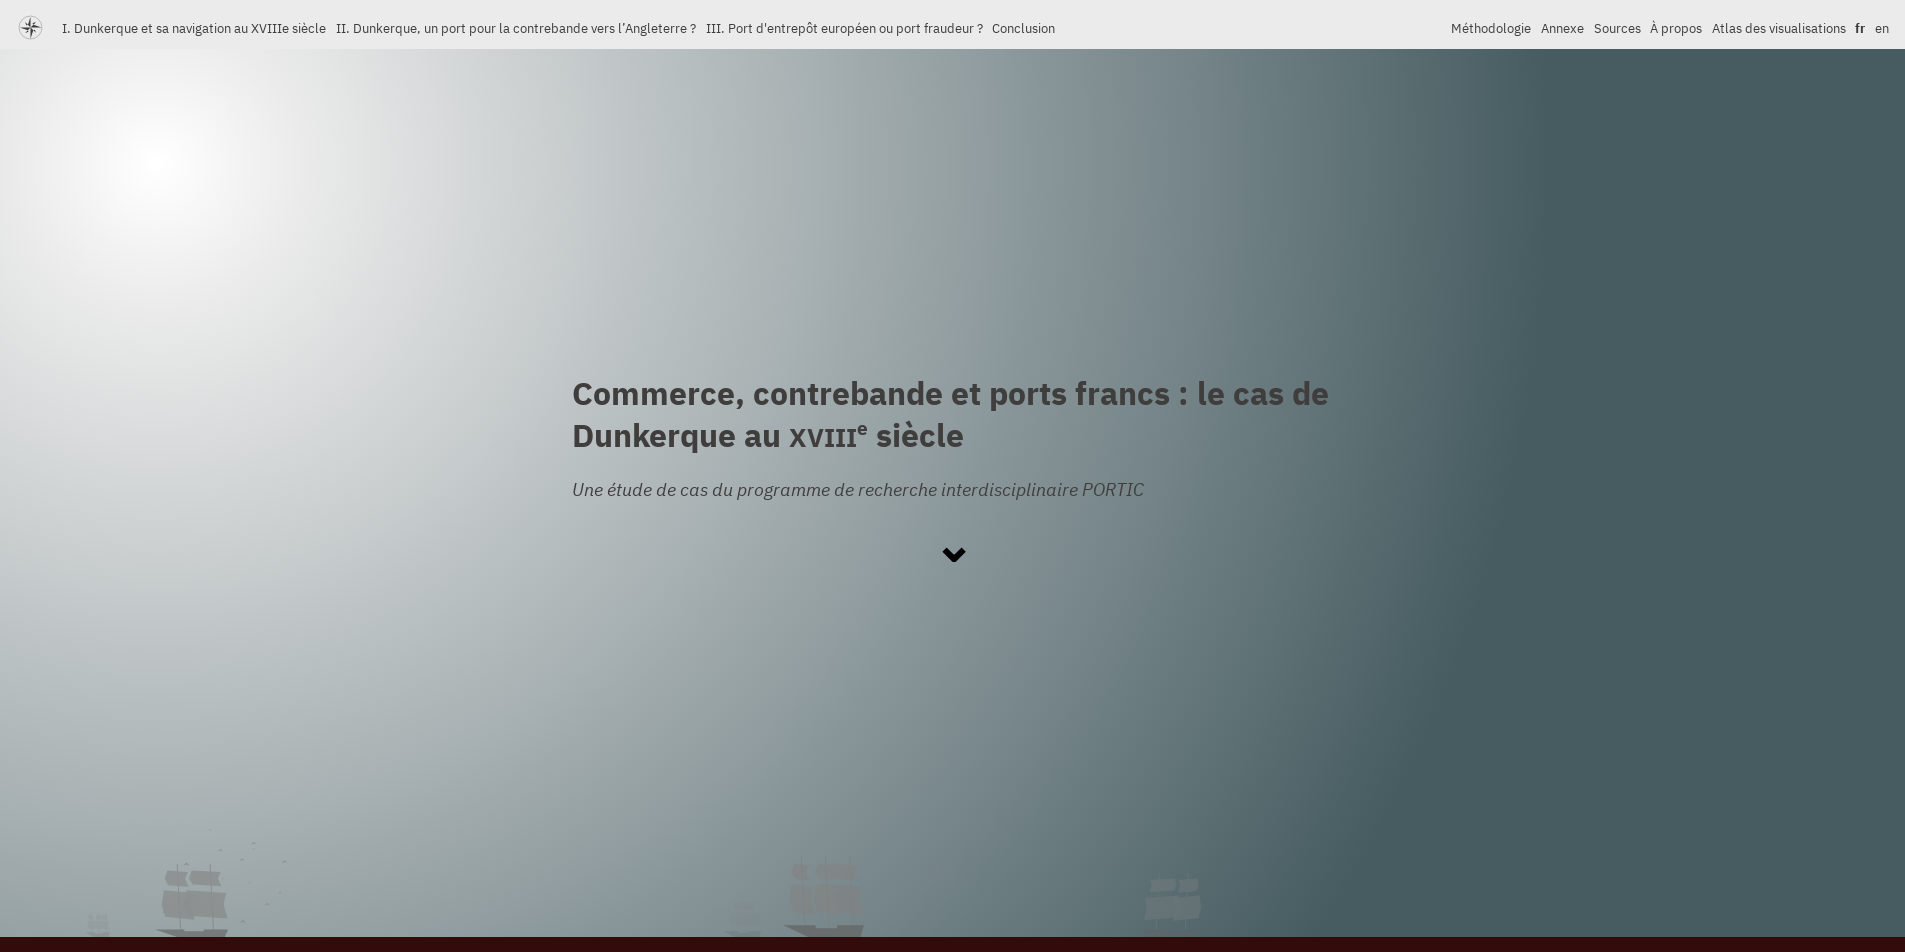 I. Dunkerque et sa navigation au XVIIIe siècle II. Dunkerque, un port pour la contrebande vers l’Angleterre ? III. Port d'entrepôt européen ou port fraudeur ? Conclusion Méthodologie Annexe Sources À propos Atlas des visualisations fr en
Commerce, contrebande et ports francs : le cas de
Dunkerque au XVIIIe siècle
Une étude de cas du programme de recherche interdisciplinaire PORTIC